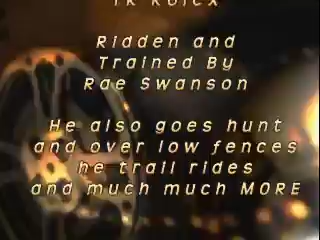 Ridden and
Trained By
Rae Swanson
He also goes hunt
and over low fences
he trail rides
and much much MORE